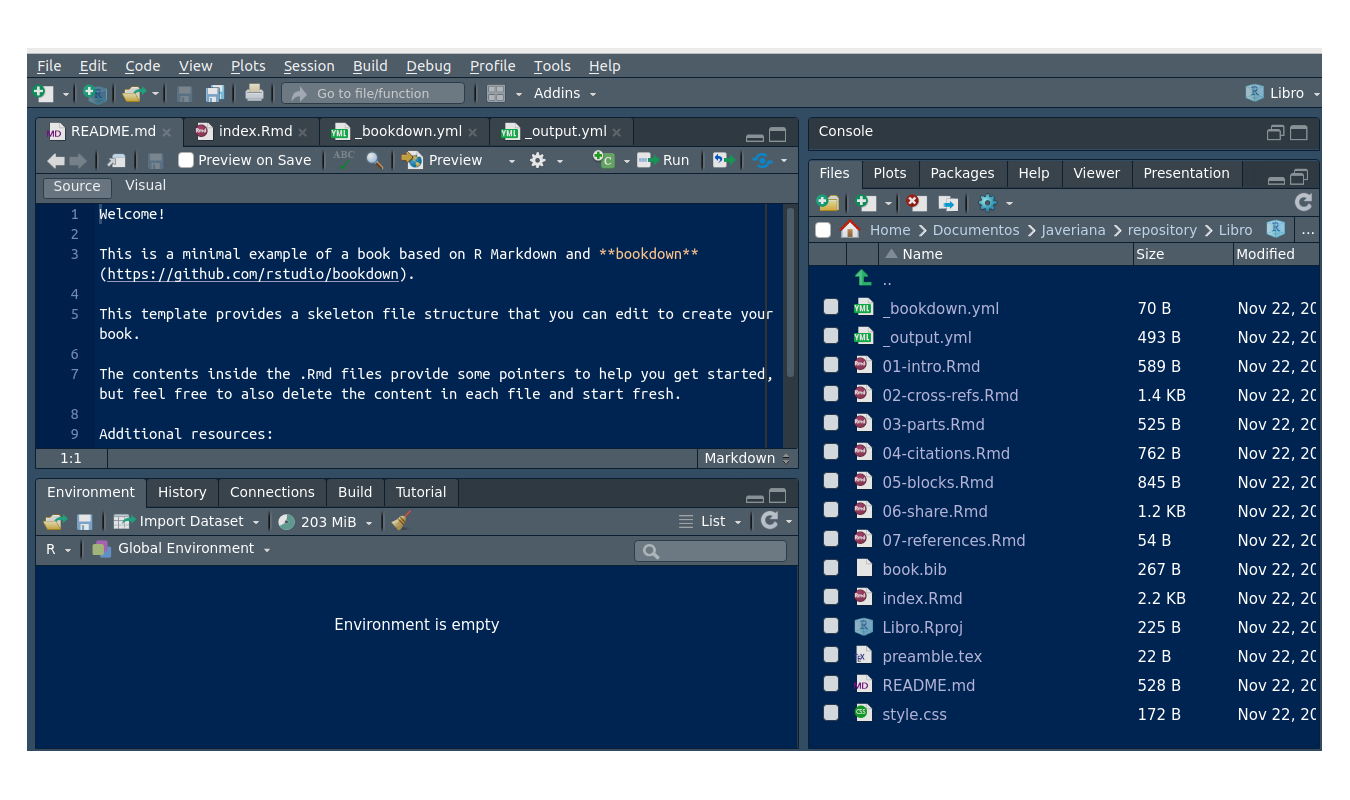 File Edit Code View Plots Session Build Debug Profile Tools Help
Go to file/function Addins Libro
README.md index.Rmd _bookdown.yml _output.yml
Preview on Save ABC Preview Run
Source Visual
1 Welcome!
2
3 This is a minimal example of a book based on R Markdown and **bookdown**
(https://github.com/rstudio/bookdown).
4
5 This template provides a skeleton file structure that you can edit to create your
book.
6
7 The contents inside the .Rmd files provide some pointers to help you get started,
but feel free to also delete the content in each file and start fresh.
8
9 Additional resources:
1:1 Markdown
Environment History Connections Build Tutorial
Import Dataset 203 MiB List
R Global Environment
Environment is empty
Console
Files Plots Packages Help Viewer Presentation
Home Documentos Javeriana repository Libro ...
Name Size Modified
..
_bookdown.yml 70 B Nov 22, 20
_output.yml 493 B Nov 22, 20
01-intro.Rmd 589 B Nov 22, 20
02-cross-refs.Rmd 1.4 KB Nov 22, 20
03-parts.Rmd 525 B Nov 22, 20
04-citations.Rmd 762 B Nov 22, 20
05-blocks.Rmd 845 B Nov 22, 20
06-share.Rmd 1.2 KB Nov 22, 20
07-references.Rmd 54 B Nov 22, 20
book.bib 267 B Nov 22, 20
index.Rmd 2.2 KB Nov 22, 20
Libro.Rproj 225 B Nov 22, 20
preamble.tex 22 B Nov 22, 20
README.md 528 B Nov 22, 20
style.css 172 B Nov 22, 20